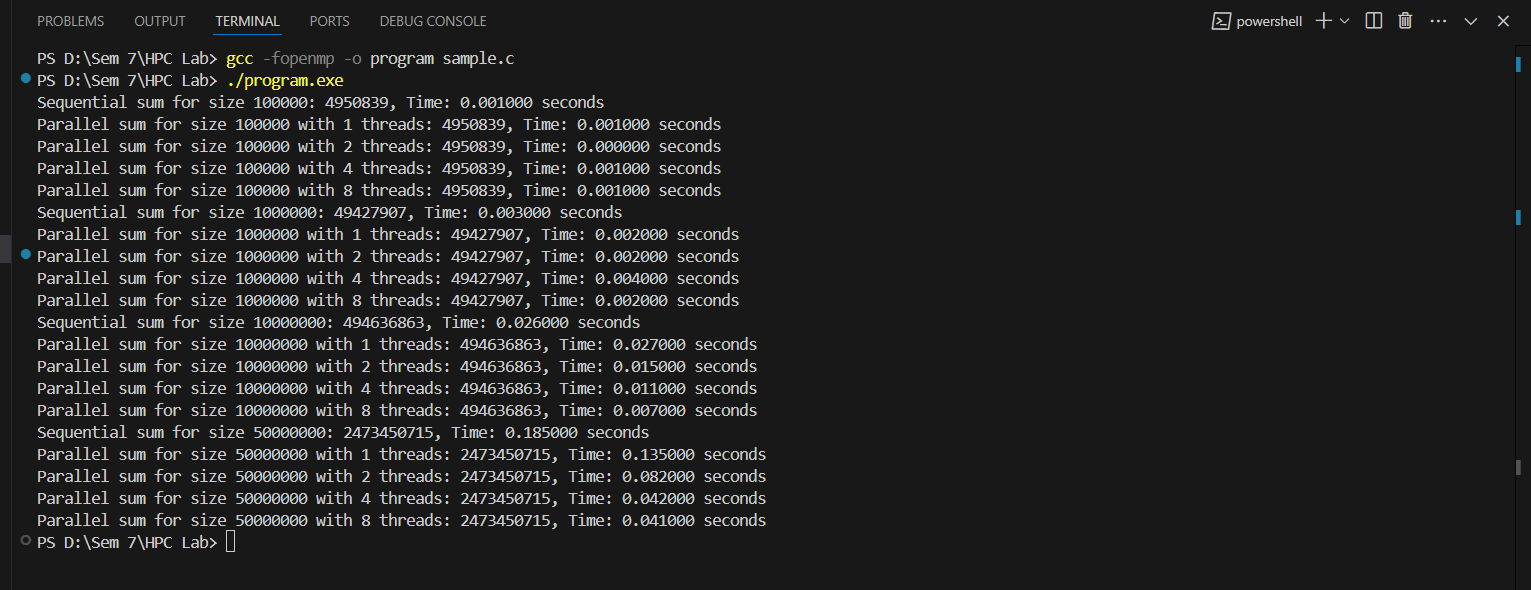 PROBLEMS OUTPUT TERMINAL PORTS DEBUG CONSOLE powershell
PS D:\Sem 7\HPC Lab> gcc -fopenmp -o program sample.c
PS D:\Sem 7\HPC Lab> ./program.exe
Sequential sum for size 100000: 4950839, Time: 0.001000 seconds
Parallel sum for size 100000 with 1 threads: 4950839, Time: 0.001000 seconds
Parallel sum for size 100000 with 2 threads: 4950839, Time: 0.000000 seconds
Parallel sum for size 100000 with 4 threads: 4950839, Time: 0.001000 seconds
Parallel sum for size 100000 with 8 threads: 4950839, Time: 0.001000 seconds
Sequential sum for size 1000000: 49427907, Time: 0.003000 seconds
Parallel sum for size 1000000 with 1 threads: 49427907, Time: 0.002000 seconds
Parallel sum for size 1000000 with 2 threads: 49427907, Time: 0.002000 seconds
Parallel sum for size 1000000 with 4 threads: 49427907, Time: 0.004000 seconds
Parallel sum for size 1000000 with 8 threads: 49427907, Time: 0.002000 seconds
Sequential sum for size 10000000: 494636863, Time: 0.026000 seconds
Parallel sum for size 10000000 with 1 threads: 494636863, Time: 0.027000 seconds
Parallel sum for size 10000000 with 2 threads: 494636863, Time: 0.015000 seconds
Parallel sum for size 10000000 with 4 threads: 494636863, Time: 0.011000 seconds
Parallel sum for size 10000000 with 8 threads: 494636863, Time: 0.007000 seconds
Sequential sum for size 50000000: 2473450715, Time: 0.185000 seconds
Parallel sum for size 50000000 with 1 threads: 2473450715, Time: 0.135000 seconds
Parallel sum for size 50000000 with 2 threads: 2473450715, Time: 0.082000 seconds
Parallel sum for size 50000000 with 4 threads: 2473450715, Time: 0.042000 seconds
Parallel sum for size 50000000 with 8 threads: 2473450715, Time: 0.041000 seconds
PS D:\Sem 7\HPC Lab>